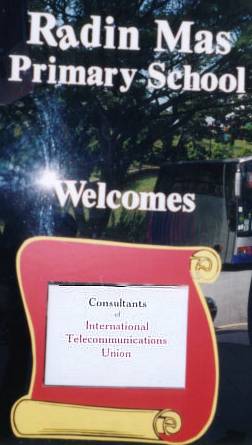 Radin Mas
Primary School
Welcomes
Consultants
of
International
Telecommunications
Union